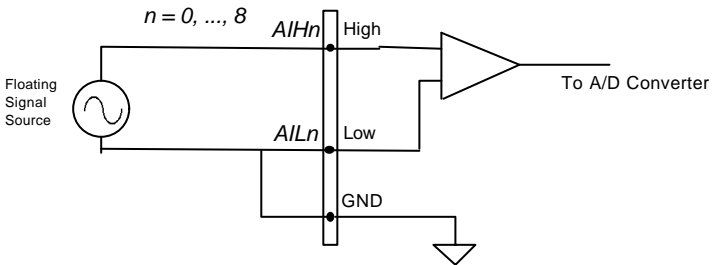 n = 0, ..., 8
AIHn
High
Floating
Signal
Source
To A/D Converter
AILn
Low
GND